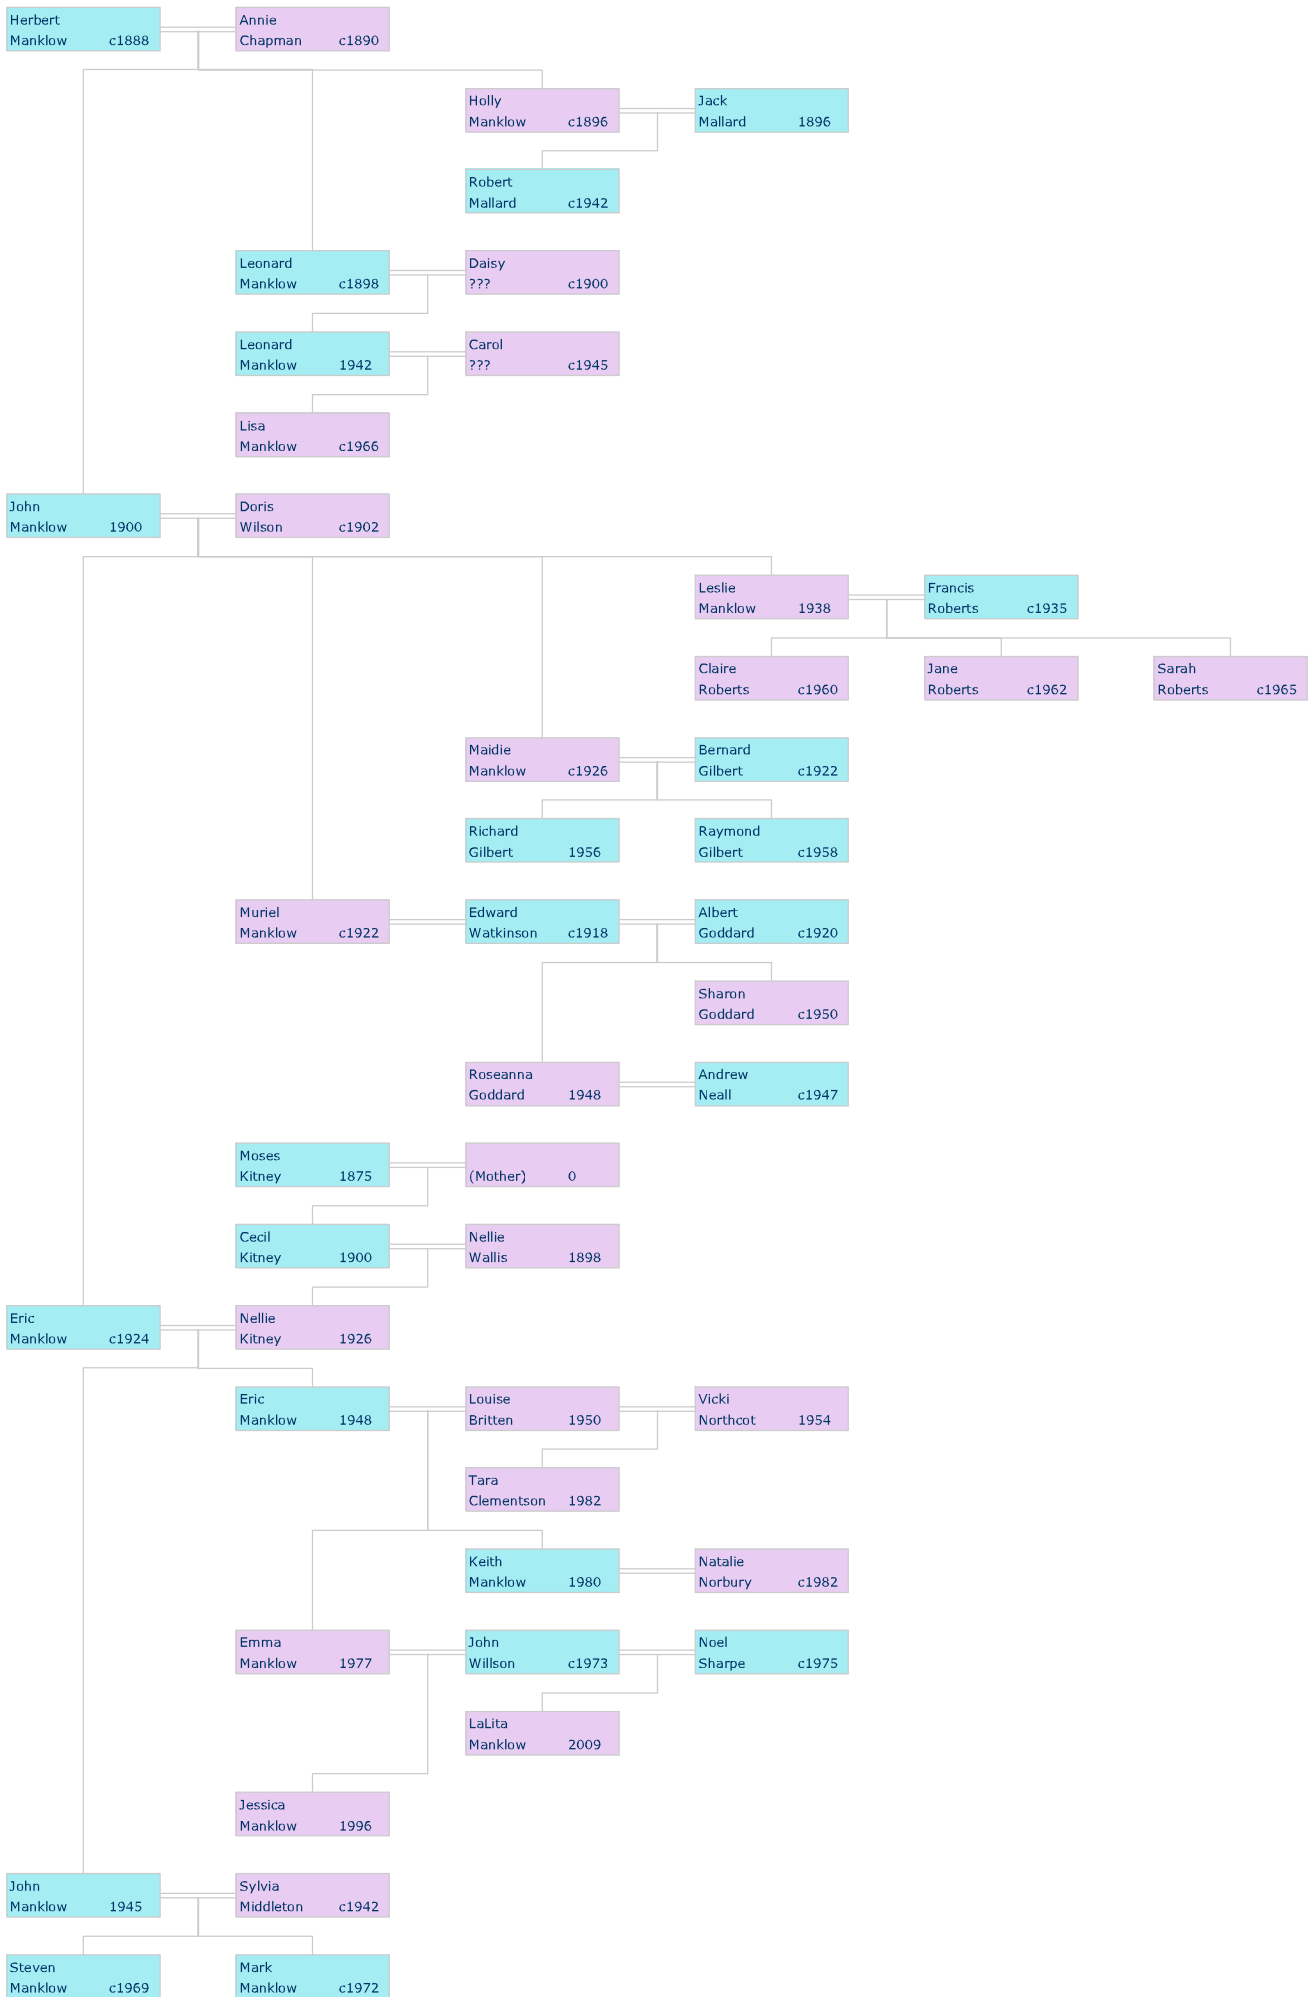 Herbert
Manklow c1888
Annie
Chapman c1890
Holly
Manklow c1896
Jack
Mallard 1896
Robert
Mallard c1942
Leonard
Manklow c1898
Daisy
??? c1900
Leonard
Manklow 1942
Carol
??? c1945
Lisa
Manklow c1966
John
Manklow 1900
Doris
Wilson c1902
Leslie
Manklow 1938
Francis
Roberts c1935
Claire
Roberts c1960
Jane
Roberts c1962
Sarah
Roberts c1965
Maidie
Manklow c1926
Bernard
Gilbert c1922
Richard
Gilbert 1956
Raymond
Gilbert c1958
Muriel
Manklow c1922
Edward
Watkinson c1918
Albert
Goddard c1920
Sharon
Goddard c1950
Roseanna
Goddard 1948
Andrew
Neall c1947
Moses
Kitney 1875
(Mother) 0
Cecil
Kitney 1900
Nellie
Wallis 1898
Eric
Manklow c1924
Nellie
Kitney 1926
Eric
Manklow 1948
Louise
Britten 1950
Vicki
Northcot 1954
Tara
Clementson 1982
Keith
Manklow 1980
Natalie
Norbury c1982
Emma
Manklow 1977
John
Willson c1973
Noel
Sharpe c1975
LaLita
Manklow 2009
Jessica
Manklow 1996
John
Manklow 1945
Sylvia
Middleton c1942
Steven
Manklow c1969
Mark
Manklow c1972